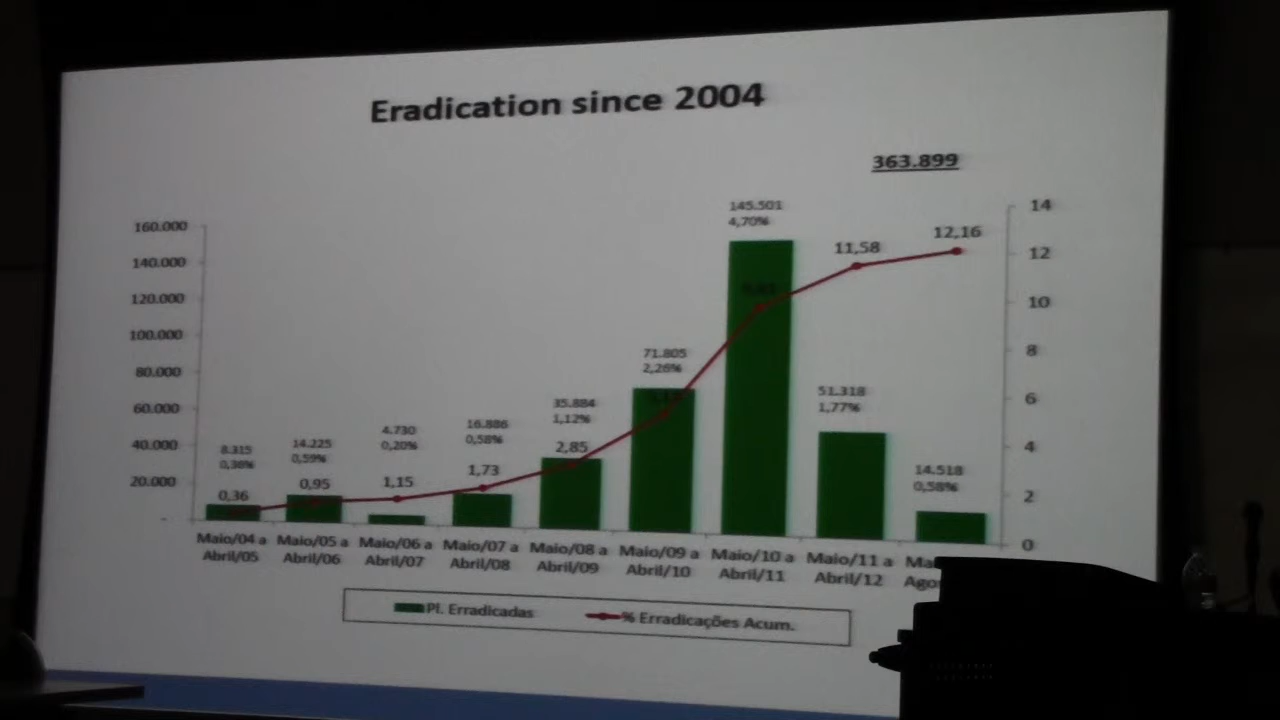 Eradication since 2004
363.899
160.000
140.000
120.000
100.000
80.000
60.000
40.000
20.000
-
8.315
0,36%
14.225
0,59%
4.730
0,20%
16.886
0,58%
35.884
1,12%
71.805
2,26%
145.501
4,70%
51.318
1,77%
14.518
0,58%
0,36
0,95
1,15
1,73
2,85
11,58
12,16
14
12
10
8
6
4
2
0
Maio/04 a
Abril/05
Maio/05 a
Abril/06
Maio/06 a
Abril/07
Maio/07 a
Abril/08
Maio/08 a
Abril/09
Maio/09 a
Abril/10
Maio/10 a
Abril/11
Maio/11 a
Abril/12
Ma
Ago
Pl. Erradicadas
% Erradicações Acum.